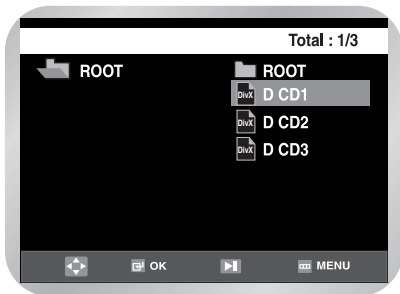 Total : 1/3
ROOT
ROOT
DivX D CD1
DivX D CD2
DivX D CD3
OK
MENU